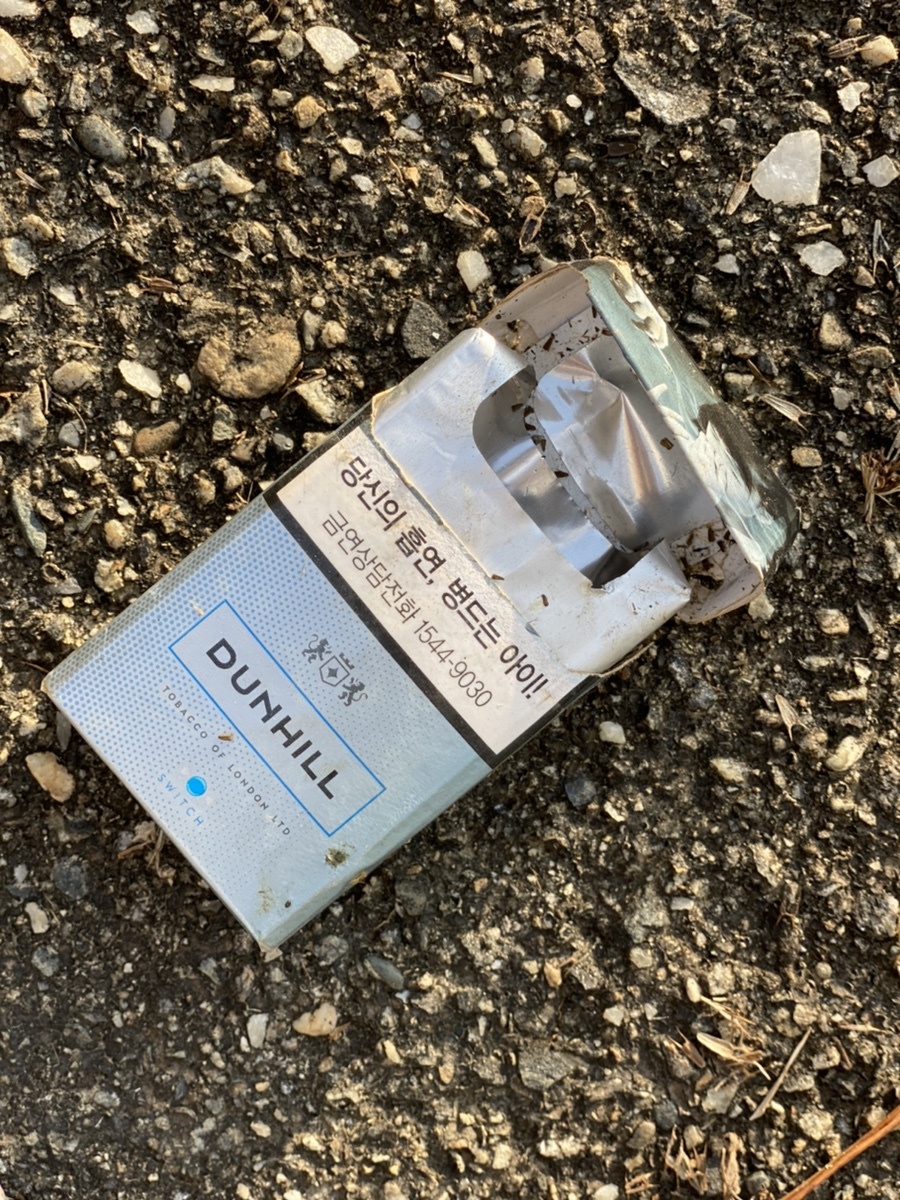 당신의 흡연, 병드는 아이!
금연상담전화 1544-9030
DUNHILL
TOBACCO OF LONDON LTD
SWITCH